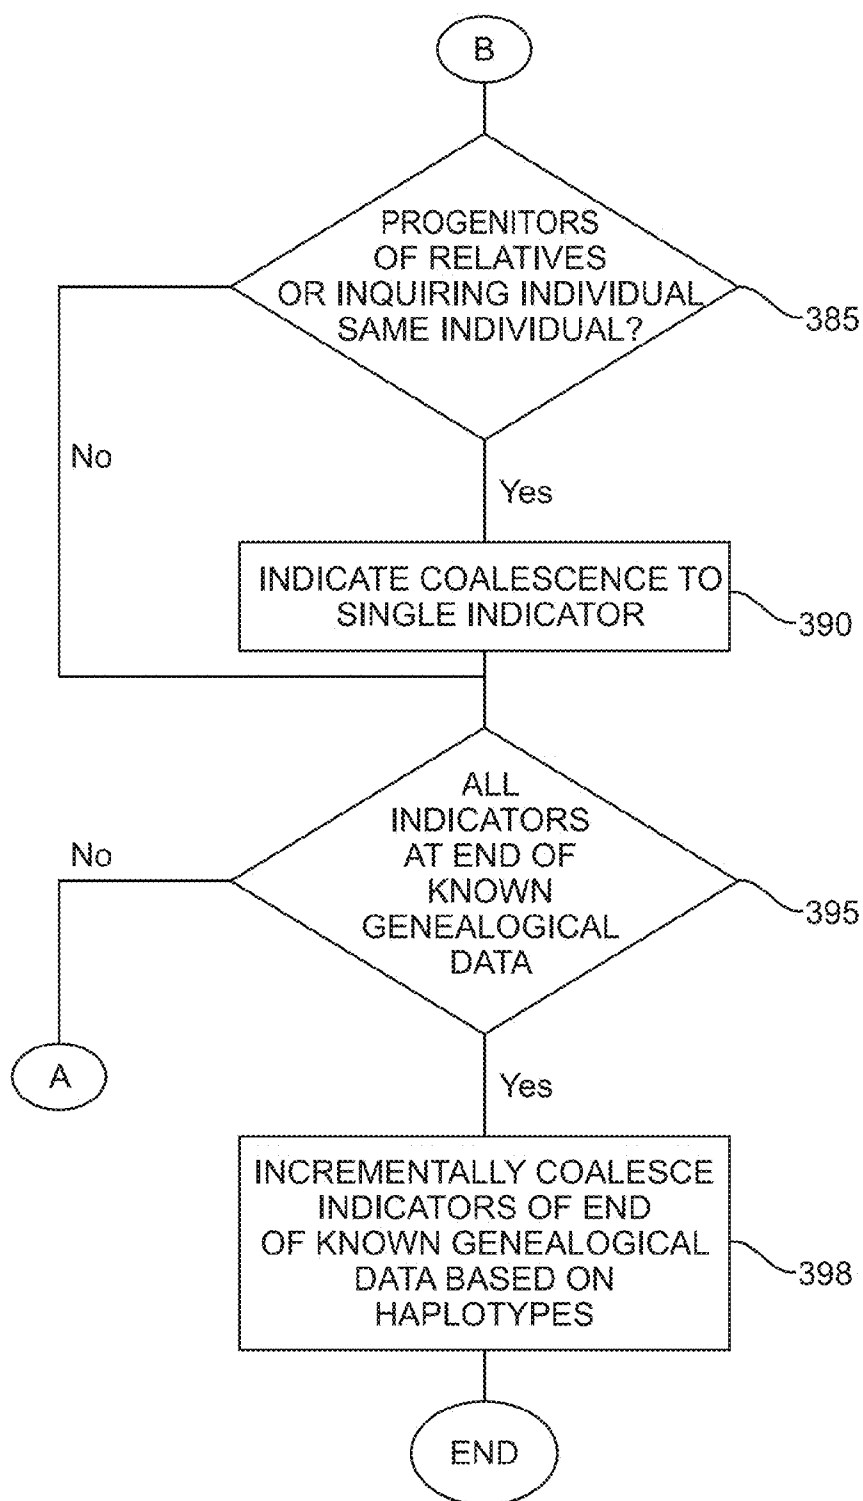 B
PROGENITORS
OF RELATIVES
OR INQUIRING INDIVIDUAL
SAME INDIVIDUAL?
385
No
Yes
INDICATE COALESCENCE TO
SINGLE INDICATOR
390
ALL
INDICATORS
AT END OF
KNOWN
GENEALOGICAL
DATA
395
No
A
Yes
INCREMENTALLY COALESCE
INDICATORS OF END
OF KNOWN GENEALOGICAL
DATA BASED ON
HAPLOTYPES
398
END